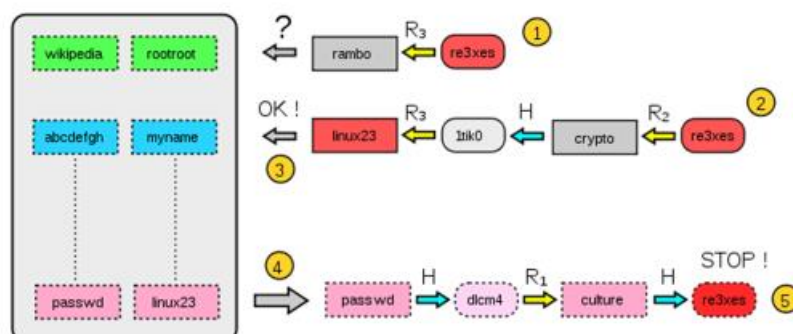 wikipedia rootroot ? rambo R₃ re3xes 1
OK ! abcdefgh myname linux23 R₃ 1tik0 H crypto R₂ re3xes 2
3
4 STOP !
passwd linux23 passwd H dlcm4 R₁ culture H re3xes 5